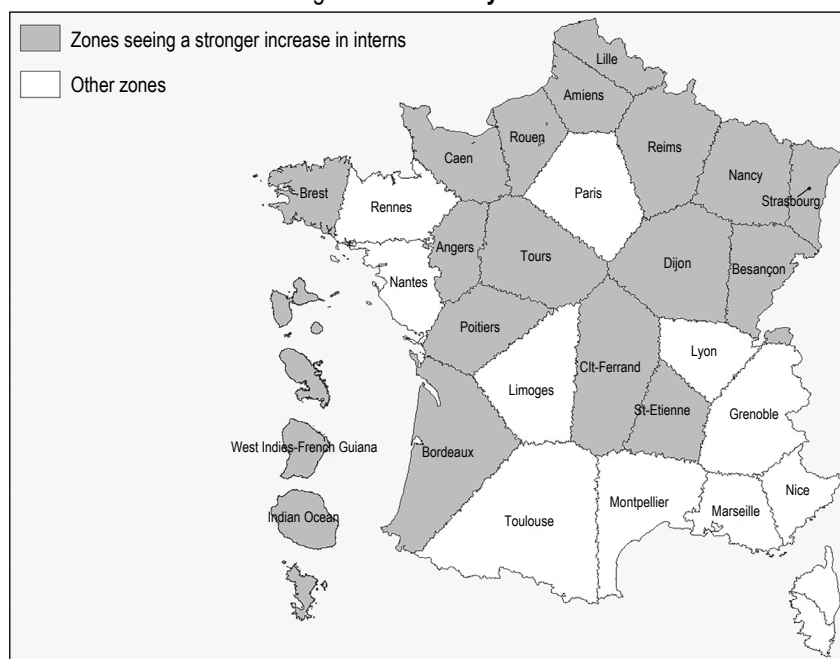 Zones seeing a stronger increase in interns
Other zones
Lille
Amiens
Rouen
Caen
Reims
Nancy
Strasbourg
Paris
Brest
Rennes
Angers
Tours
Dijon
Besançon
Nantes
Poitiers
Lyon
Limoges
Clt-Ferrand
St-Etienne
Grenoble
West Indies-French Guiana
Bordeaux
Nice
Montpellier
Marseille
Indian Ocean
Toulouse